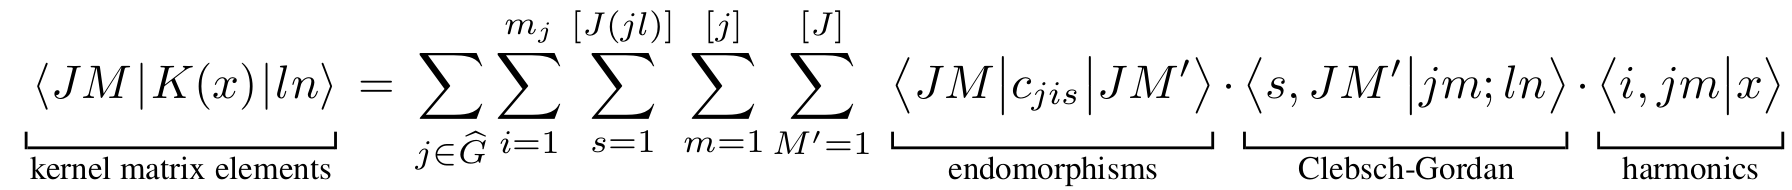 ⟨JM|K(x)|ln⟩ = ∑_{j∈Ĝ} ∑_{i=1}^{m_j} ∑_{s=1}^{[J(jl)]} ∑_{m=1}^{[j]} ∑_{M′=1}^{[J]} ⟨JM|c_{jis}|JM′⟩ · ⟨s, JM′|jm; ln⟩ · ⟨i, jm|x⟩
kernel matrix elements endomorphisms Clebsch-Gordan harmonics